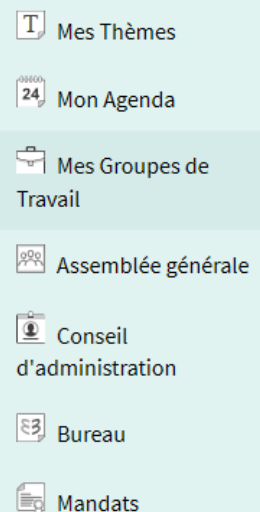 T Mes Thèmes
24 Mon Agenda
Mes Groupes de
Travail
Assemblée générale
Conseil
d'administration
Bureau
Mandats